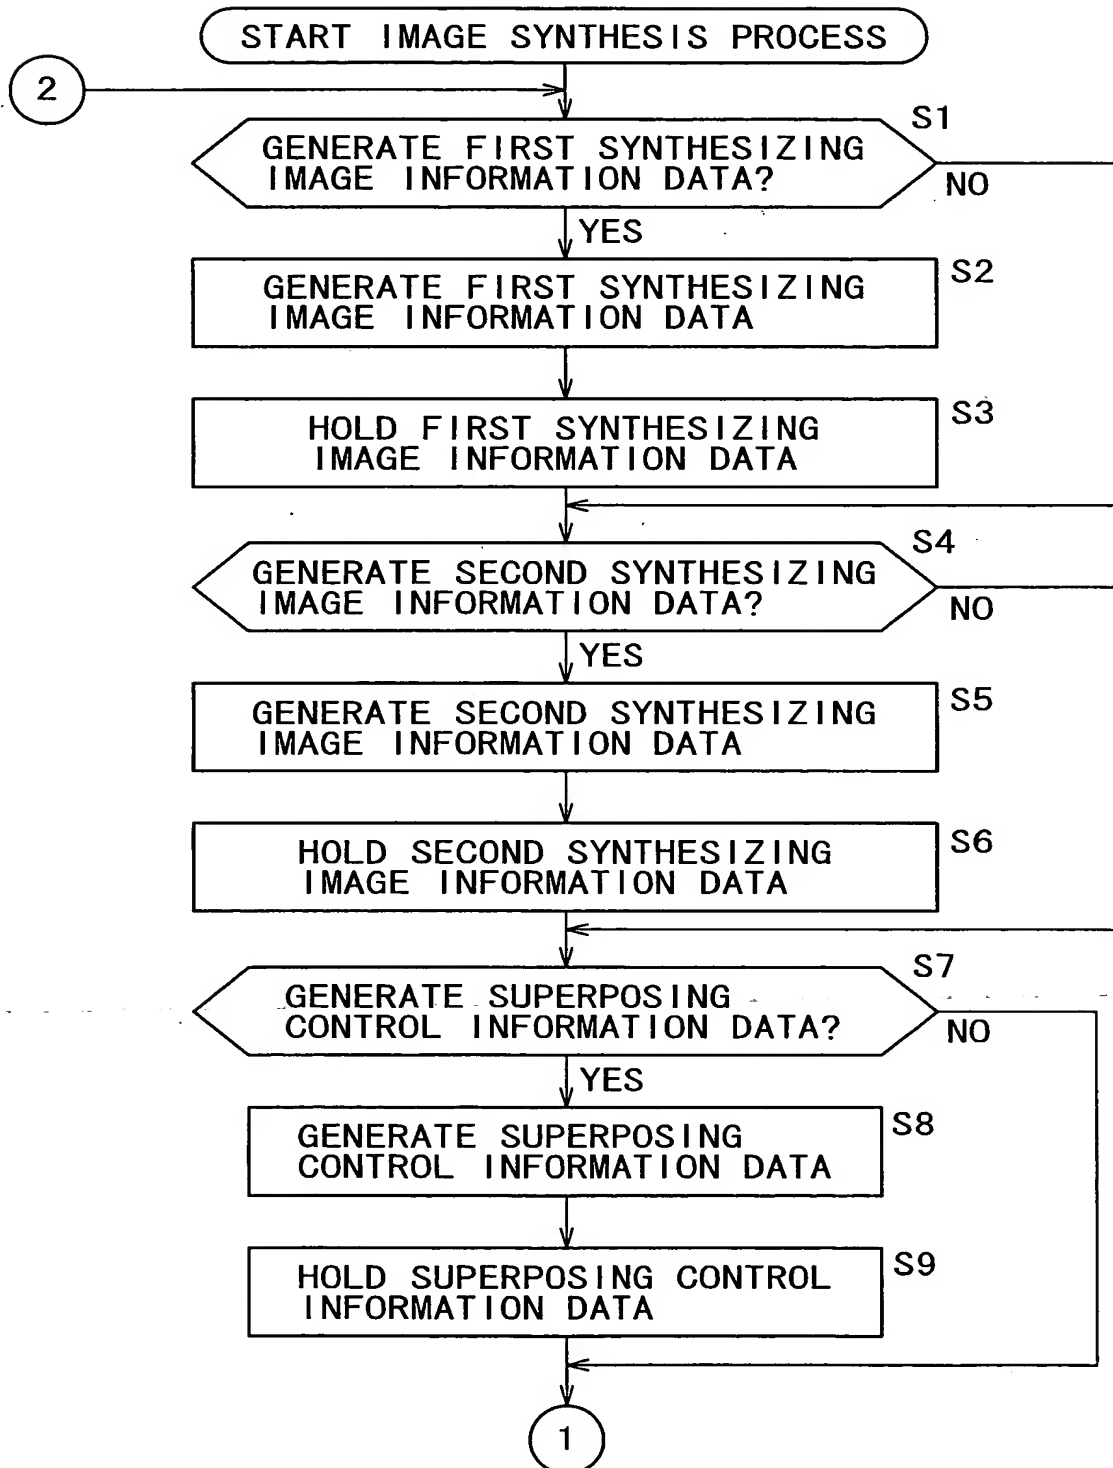 START IMAGE SYNTHESIS PROCESS
2
S1
GENERATE FIRST SYNTHESIZING
IMAGE INFORMATION DATA?
NO
YES
S2
GENERATE FIRST SYNTHESIZING
IMAGE INFORMATION DATA
S3
HOLD FIRST SYNTHESIZING
IMAGE INFORMATION DATA
S4
GENERATE SECOND SYNTHESIZING
IMAGE INFORMATION DATA?
NO
YES
S5
GENERATE SECOND SYNTHESIZING
IMAGE INFORMATION DATA
S6
HOLD SECOND SYNTHESIZING
IMAGE INFORMATION DATA
S7
GENERATE SUPERPOSING
CONTROL INFORMATION DATA?
NO
YES
S8
GENERATE SUPERPOSING
CONTROL INFORMATION DATA
S9
HOLD SUPERPOSING CONTROL
INFORMATION DATA
1